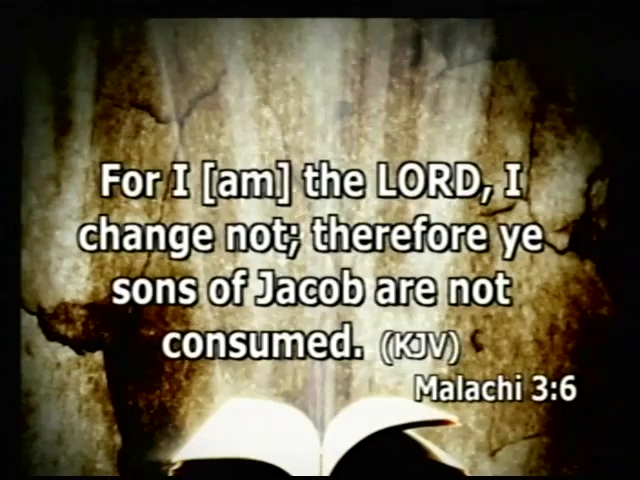 For I [am] the LORD, I
change not; therefore ye
sons of Jacob are not
consumed. (KJV)
Malachi 3:6